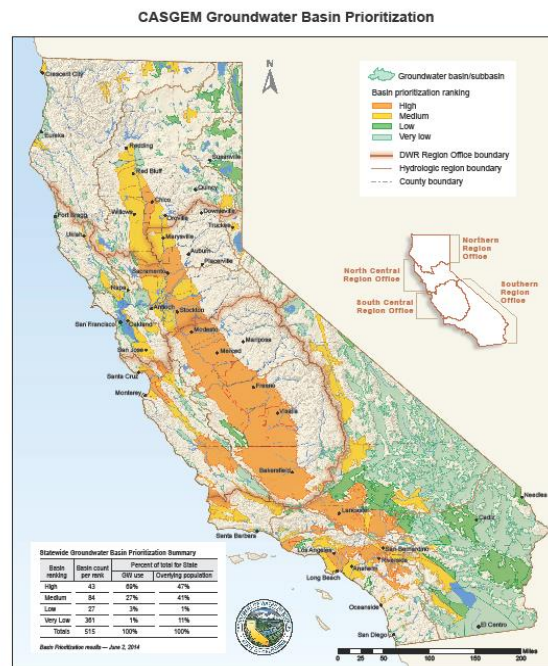 CASGEM Groundwater Basin Prioritization
Groundwater basin/subbasin
Basin prioritization ranking
High
Medium
Low
Very low
DWR Region Office boundary
Hydrologic region boundary
County boundary
N
Northern
Region
Office
North Central
Region Office
Southern
Region
Office
South Central
Region Office
Crescent City
Eureka
Redding
Red Bluff
Susanville
Chico
Quincy
Willows
Oroville
Downieville
Fort Bragg
Ukiah
Marysville
Truckee
Auburn
Placerville
Sacramento
Napa
Antioch
Stockton
San Francisco
Oakland
Modesto
Mariposa
San Jose
Merced
Santa Cruz
Monterey
Fresno
Visalia
Bakersfield
Needles
Lancaster
Cadiz
Santa Barbara
Los Angeles
San Bernardino
Riverside
Anaheim
Long Beach
Oceanside
El Centro
San Diego
Statewide Groundwater Basin Prioritization Summary
Basin ranking Basin count per rank Percent of total for State
GW use Overlying population
High 43 69% 47%
Medium 84 27% 41%
Low 27 3% 1%
Very Low 361 1% 11%
Totals 515 100% 100%
Basin Prioritization results — June 2, 2014
0 50 100 150 200
Miles